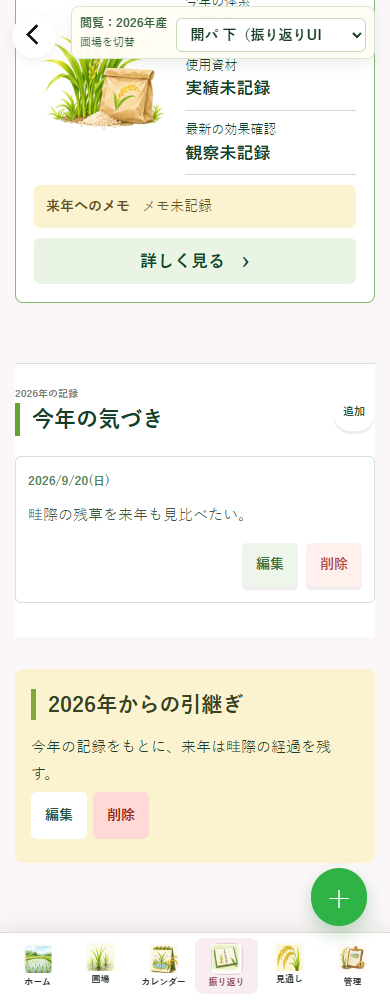 今年の体系
閲覧：2026年産
圃場を切替
開パ 下（振り返りUI
使用資材
実績未記録
最新の効果確認
観察未記録
来年へのメモ メモ未記録
詳しく見る ›
2026年の記録
今年の気づき
追加
2026/9/20(日)
畦際の残草を来年も見比べたい。
編集
削除
2026年からの引継ぎ
今年の記録をもとに、来年は畦際の経過を残
す。
編集
削除
ホーム
圃場
カレンダー
振り返り
見通し
管理